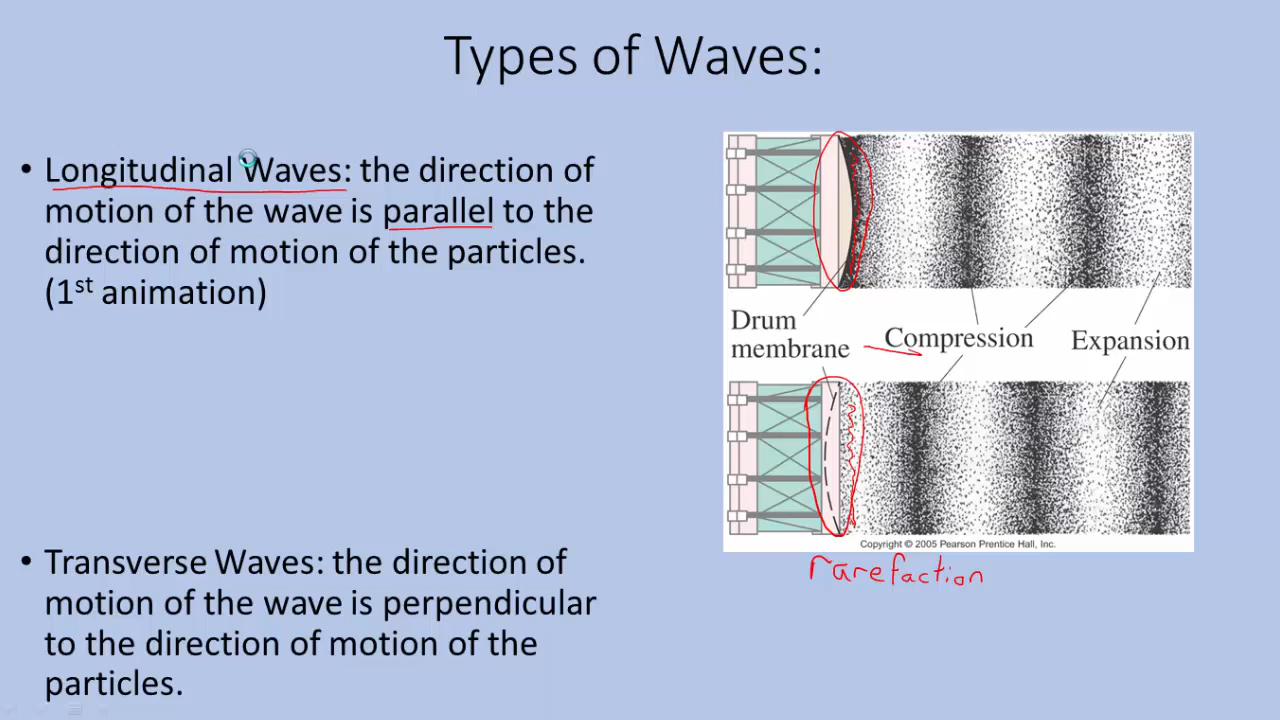 Types of Waves:
• Longitudinal Waves: the direction of
motion of the wave is parallel to the
direction of motion of the particles.
(1st animation)
Drum
membrane
Compression
Expansion
Copyright © 2005 Pearson Prentice Hall, Inc.
rarefaction
• Transverse Waves: the direction of
motion of the wave is perpendicular
to the direction of motion of the
particles.